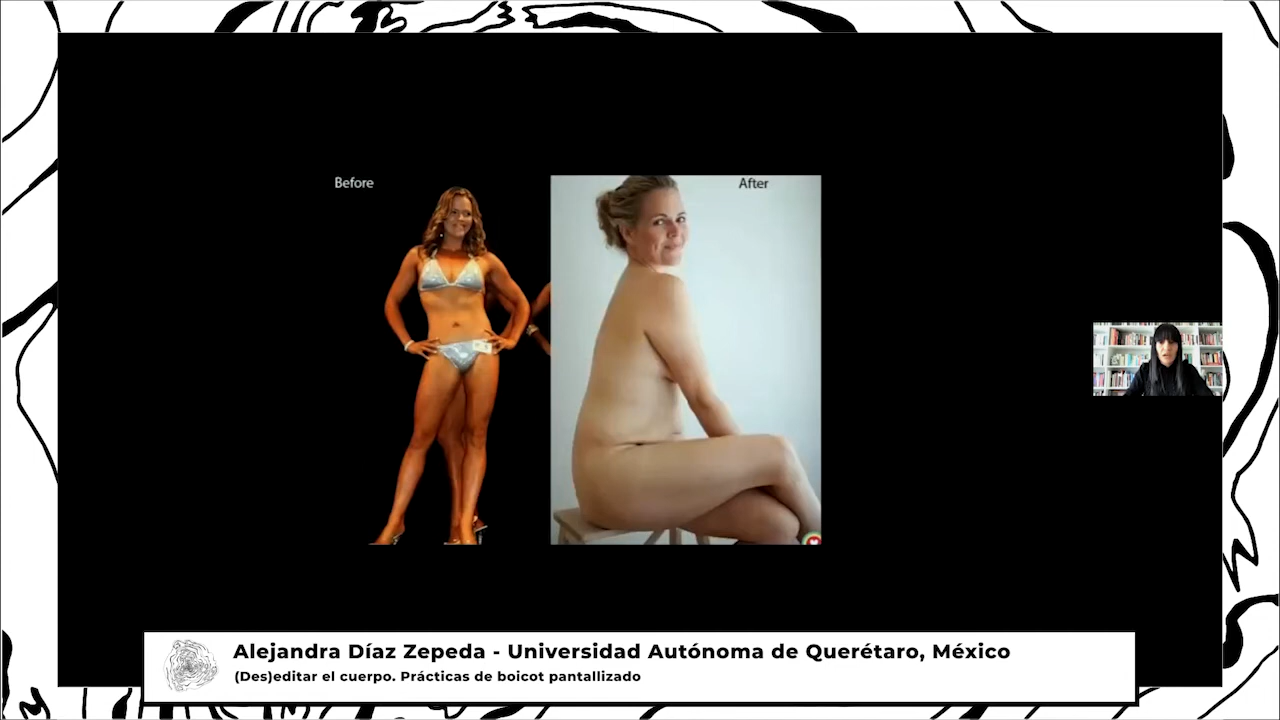 Before
After
Alejandra Díaz Zepeda - Universidad Autónoma de Querétaro, México
(Des)editar el cuerpo. Prácticas de boicot pantallizado